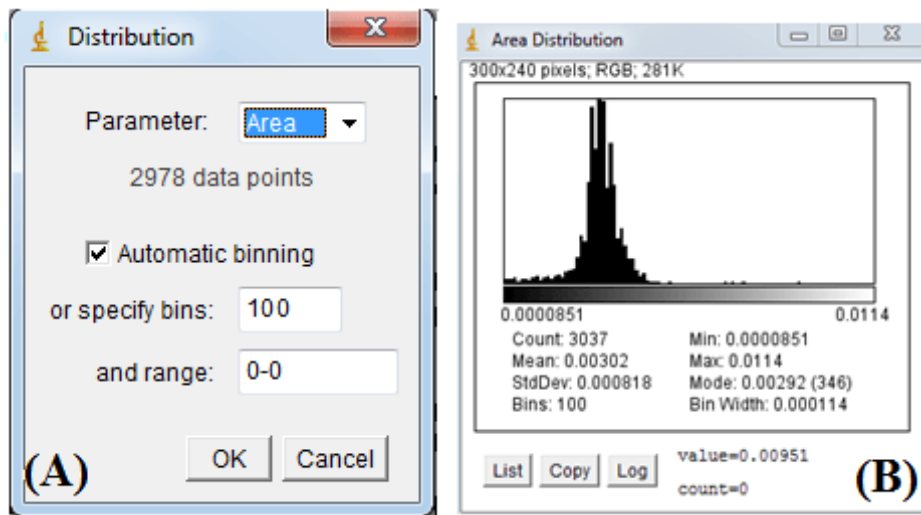 Distribution
Parameter: Area
2978 data points
Automatic binning
or specify bins: 100
and range: 0-0
OK Cancel
(A)
Area Distribution
300x240 pixels; RGB; 281K
0.0000851 0.0114
Count: 3037 Min: 0.0000851
Mean: 0.00302 Max: 0.0114
StdDev: 0.000818 Mode: 0.00292 (346)
Bins: 100 Bin Width: 0.000114
List Copy Log value=0.00951
count=0
(B)